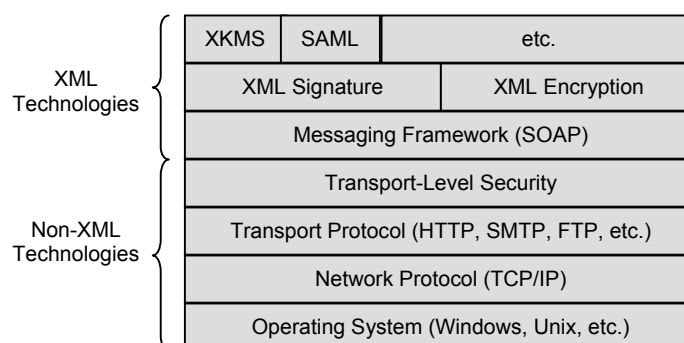 XKMS SAML etc.
XML Signature XML Encryption
Messaging Framework (SOAP)
XML
Technologies
Transport-Level Security
Transport Protocol (HTTP, SMTP, FTP, etc.)
Network Protocol (TCP/IP)
Operating System (Windows, Unix, etc.)
Non-XML
Technologies